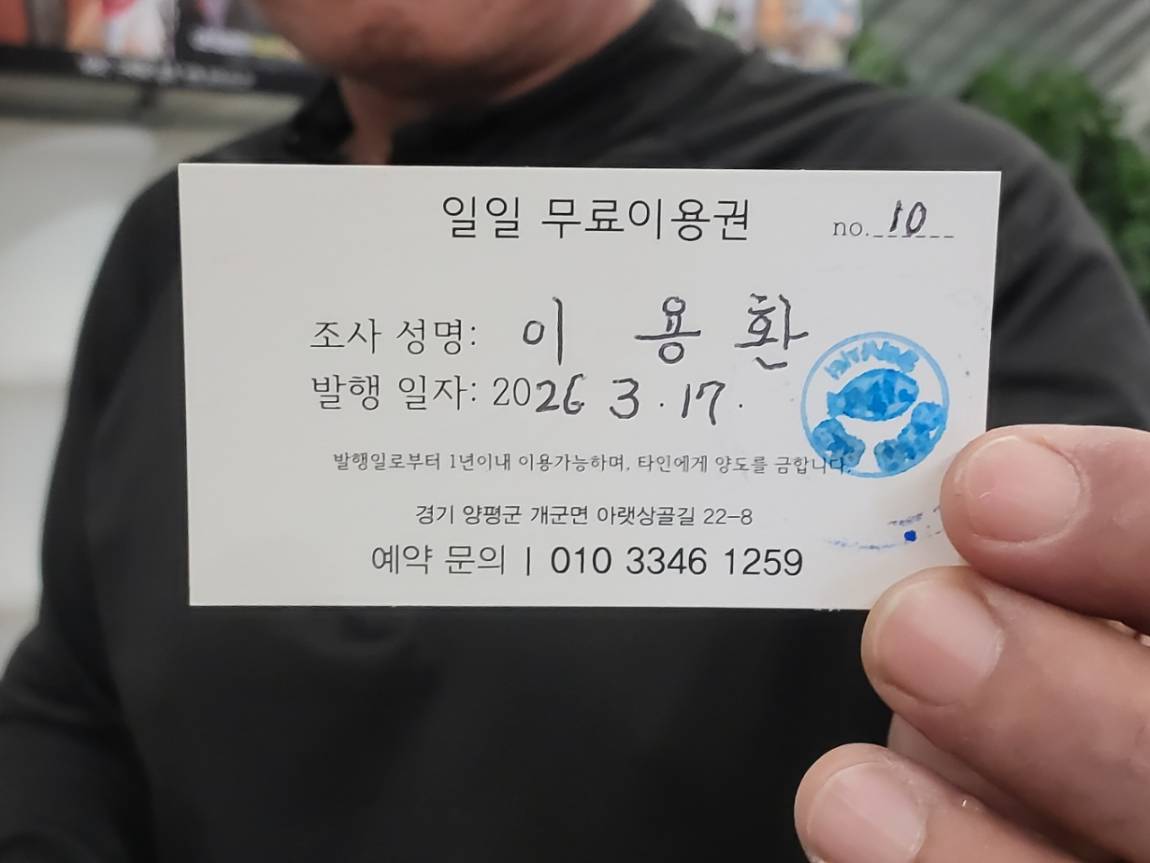 일일 무료이용권
no. 10
조사 성명: 이 용 환
발행 일자: 2026 3. 17.
발행일로부터 1년이내 이용가능하며, 타인에게 양도를 금합니다.
경기 양평군 개군면 아랫상골길 22-8
예약 문의 | 010 3346 1259